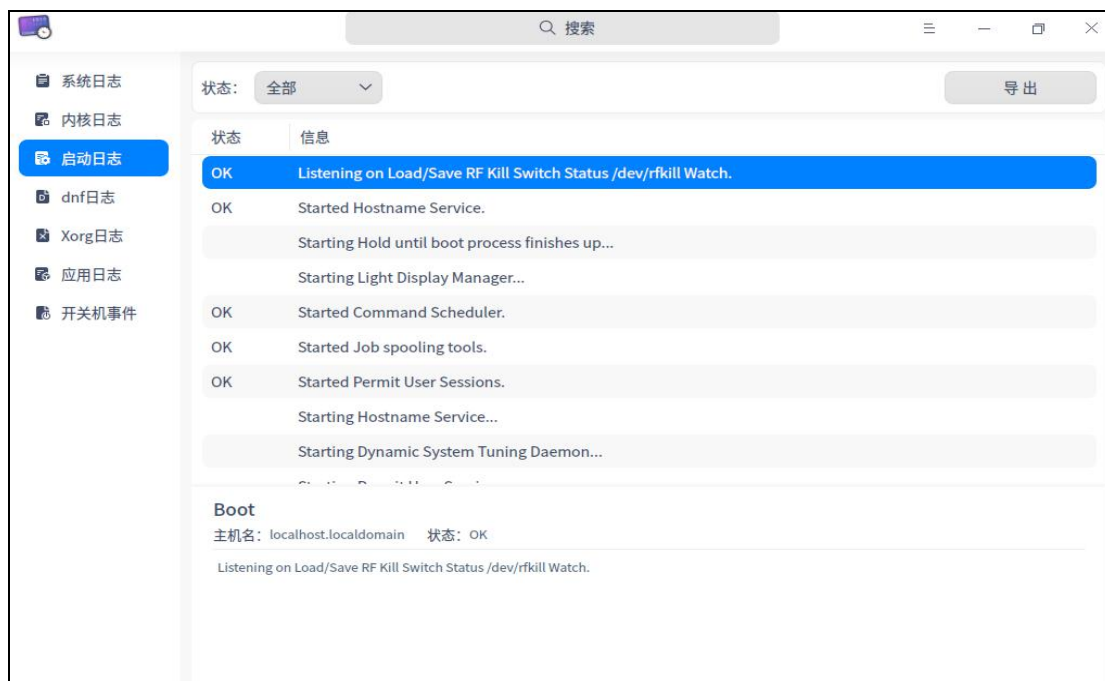 搜索
系统日志
内核日志
启动日志
dnf日志
Xorg日志
应用日志
开关机事件
状态： 全部 导 出
状态 信息
OK Listening on Load/Save RF Kill Switch Status /dev/rfkill Watch.
OK Started Hostname Service.
Starting Hold until boot process finishes up...
Starting Light Display Manager...
OK Started Command Scheduler.
OK Started Job spooling tools.
OK Started Permit User Sessions.
Starting Hostname Service...
Starting Dynamic System Tuning Daemon...
Boot
主机名： localhost.localdomain 状态： OK
Listening on Load/Save RF Kill Switch Status /dev/rfkill Watch.